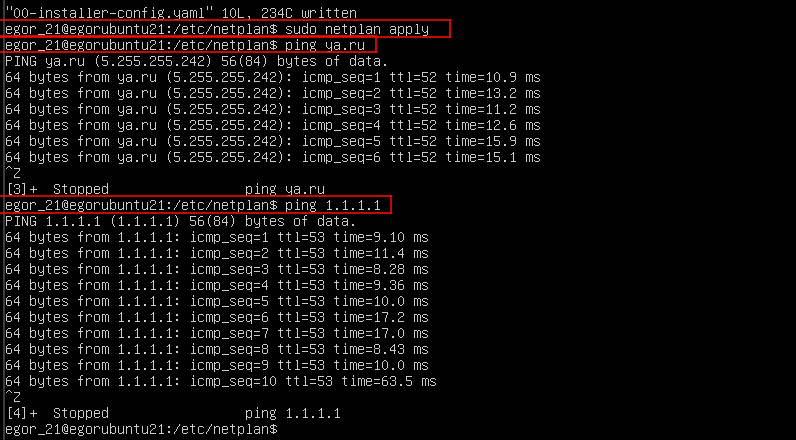 "00-installer-config.yaml" 10L, 234C written
egor_21@egorubuntu21:/etc/netplan$ sudo netplan apply
egor_21@egorubuntu21:/etc/netplan$ ping ya.ru
PING ya.ru (5.255.255.242) 56(84) bytes of data.
64 bytes from ya.ru (5.255.255.242): icmp_seq=1 ttl=52 time=10.9 ms
64 bytes from ya.ru (5.255.255.242): icmp_seq=2 ttl=52 time=13.2 ms
64 bytes from ya.ru (5.255.255.242): icmp_seq=3 ttl=52 time=11.2 ms
64 bytes from ya.ru (5.255.255.242): icmp_seq=4 ttl=52 time=12.6 ms
64 bytes from ya.ru (5.255.255.242): icmp_seq=5 ttl=52 time=15.9 ms
64 bytes from ya.ru (5.255.255.242): icmp_seq=6 ttl=52 time=15.1 ms
^Z
[3]+  Stopped                 ping ya.ru
egor_21@egorubuntu21:/etc/netplan$ ping 1.1.1.1
PING 1.1.1.1 (1.1.1.1) 56(84) bytes of data.
64 bytes from 1.1.1.1: icmp_seq=1 ttl=53 time=9.10 ms
64 bytes from 1.1.1.1: icmp_seq=2 ttl=53 time=11.4 ms
64 bytes from 1.1.1.1: icmp_seq=3 ttl=53 time=8.28 ms
64 bytes from 1.1.1.1: icmp_seq=4 ttl=53 time=9.36 ms
64 bytes from 1.1.1.1: icmp_seq=5 ttl=53 time=10.0 ms
64 bytes from 1.1.1.1: icmp_seq=6 ttl=53 time=17.2 ms
64 bytes from 1.1.1.1: icmp_seq=7 ttl=53 time=17.0 ms
64 bytes from 1.1.1.1: icmp_seq=8 ttl=53 time=8.43 ms
64 bytes from 1.1.1.1: icmp_seq=9 ttl=53 time=10.0 ms
64 bytes from 1.1.1.1: icmp_seq=10 ttl=53 time=63.5 ms
^Z
[4]+  Stopped                 ping 1.1.1.1
egor_21@egorubuntu21:/etc/netplan$